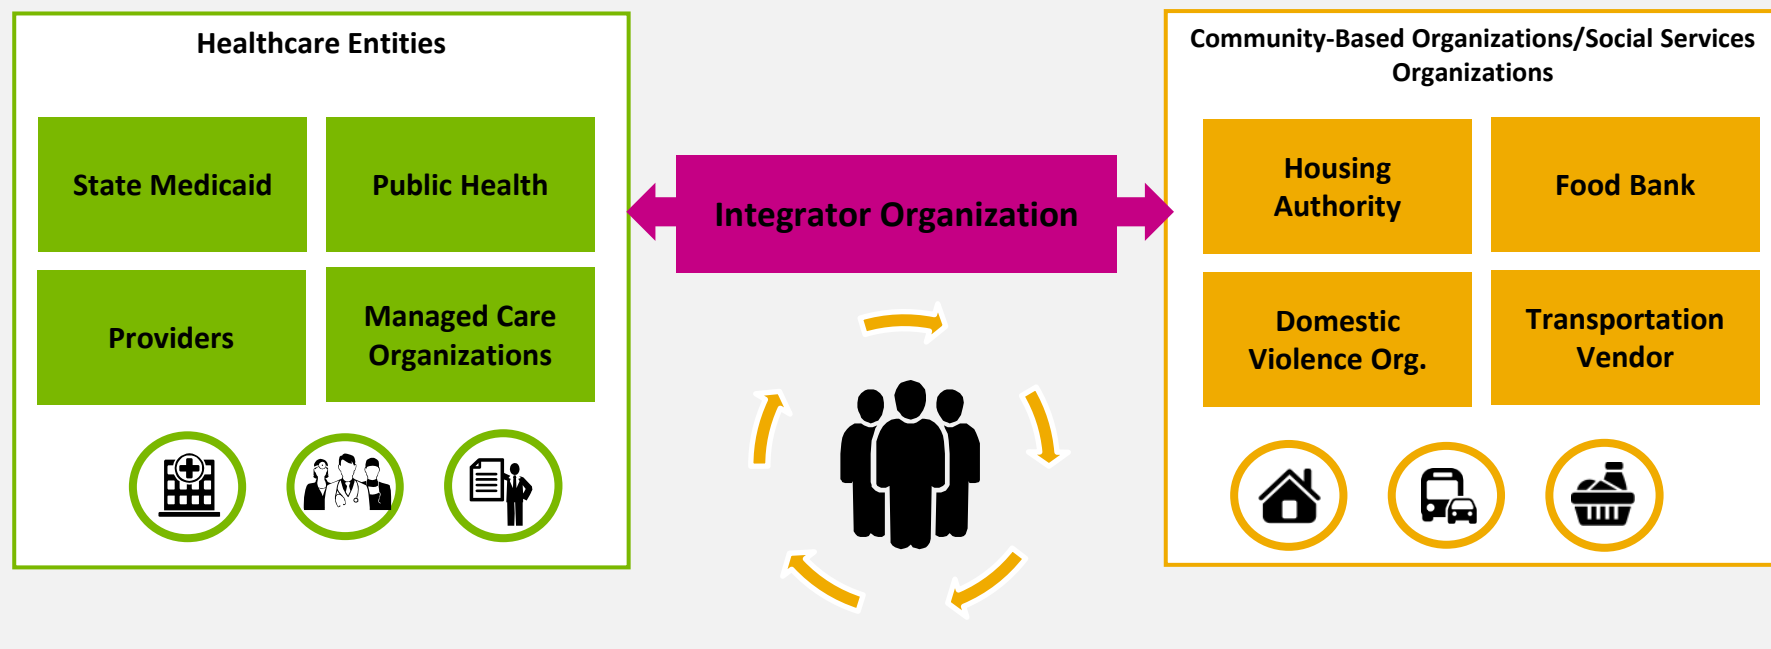 Healthcare Entities
State Medicaid
Public Health
Providers
Managed Care
Organizations
Integrator Organization
Community-Based Organizations/Social Services
Organizations
Housing
Authority
Food Bank
Domestic
Violence Org.
Transportation
Vendor